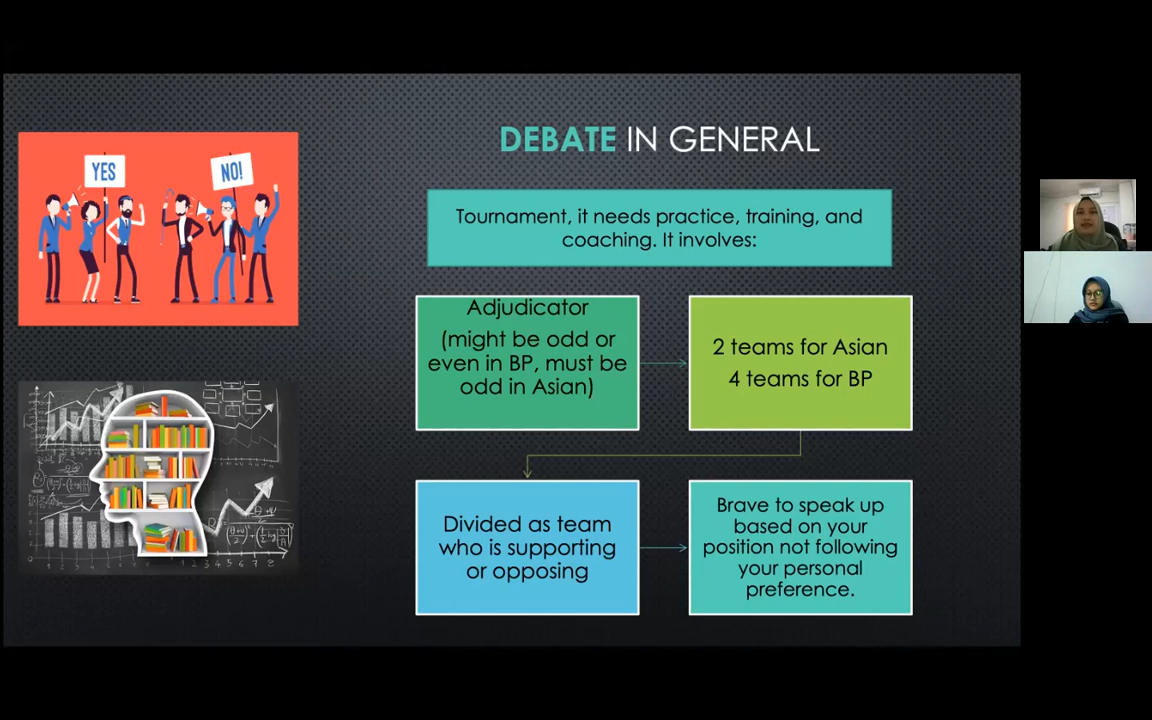 YES
NO!
DEBATE IN GENERAL
Tournament, it needs practice, training, and
coaching. It involves:
Adjudicator
(might be odd or
even in BP, must be
odd in Asian)
2 teams for Asian
4 teams for BP
Divided as team
who is supporting
or opposing
Brave to speak up
based on your
position not following
your personal
preference.